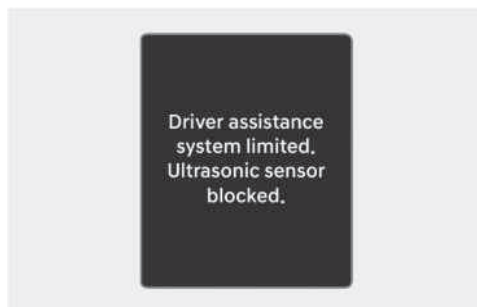 Driver assistance
system limited.
Ultrasonic sensor
blocked.